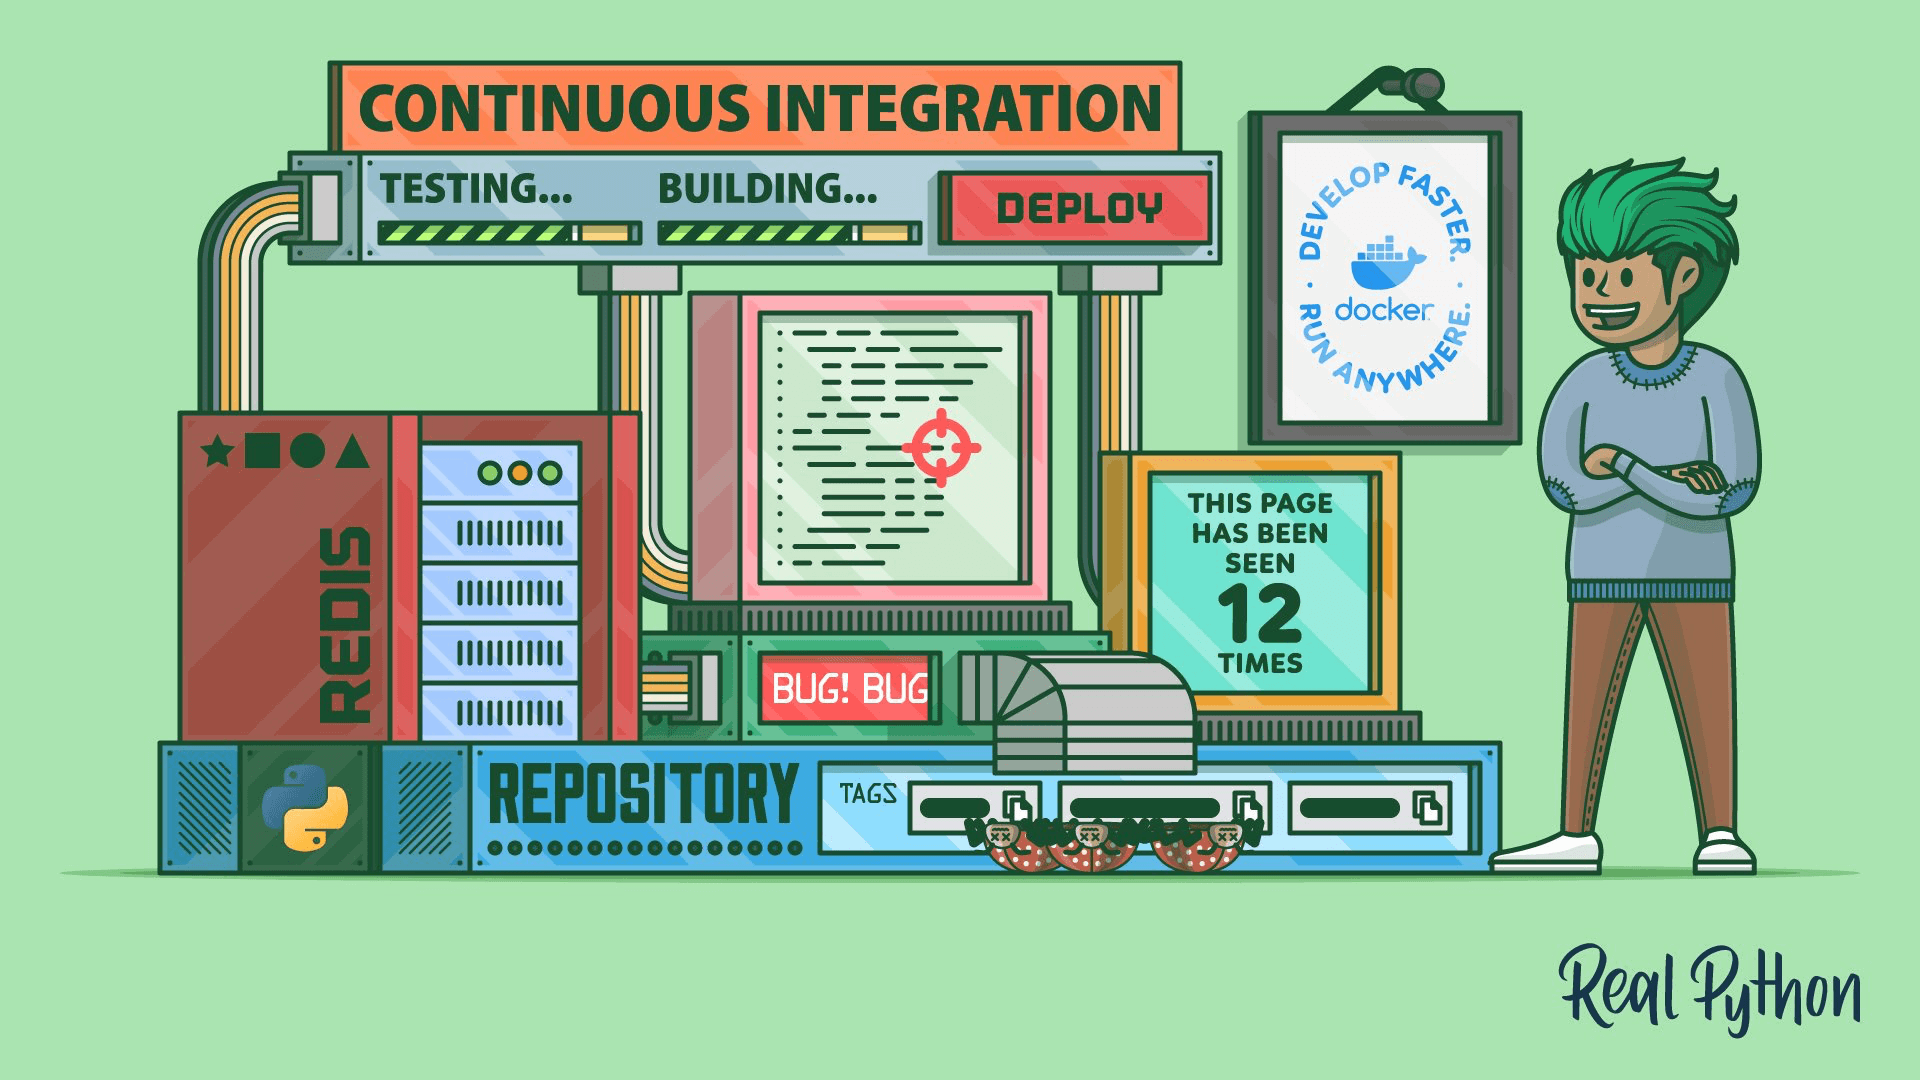 CONTINUOUS INTEGRATION
TESTING...
BUILDING...
DEPLOY
DEVELOP FASTER.
docker
RUN ANYWHERE.
REDIS
THIS PAGE
HAS BEEN
SEEN
12
TIMES
BUG! BUG
REPOSITORY
TAGS
Real Python